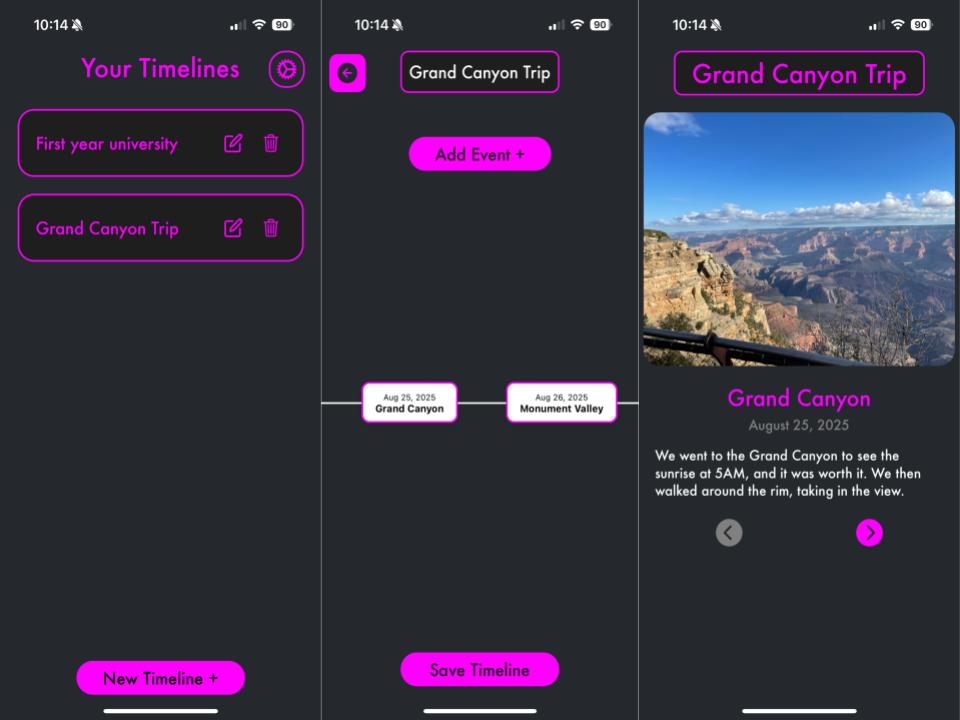 10:14
90
Your Timelines
First year university
Grand Canyon Trip
New Timeline +
10:14
90
Grand Canyon Trip
Add Event +
Aug 25, 2025
Grand Canyon
Aug 26, 2025
Monument Valley
Save Timeline
10:14
90
Grand Canyon Trip
Grand Canyon
August 25, 2025
We went to the Grand Canyon to see the
sunrise at 5AM, and it was worth it. We then
walked around the rim, taking in the view.